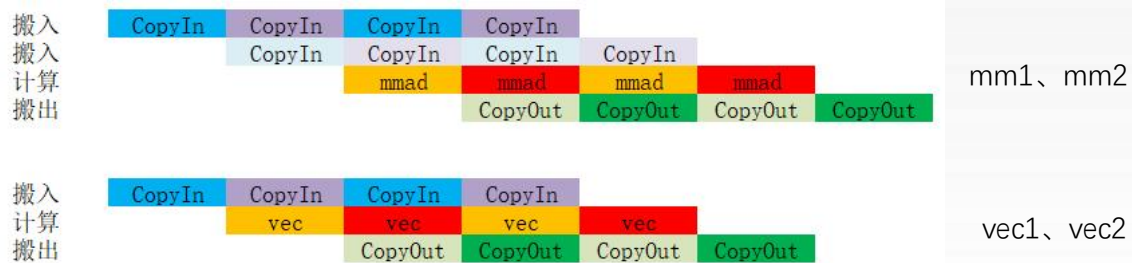 搬入 CopyIn CopyIn CopyIn CopyIn
搬入 CopyIn CopyIn CopyIn CopyIn
计算 mmad mmad mmad mmad
搬出 CopyOut CopyOut CopyOut CopyOut
mm1、mm2
搬入 CopyIn CopyIn CopyIn CopyIn
计算 vec vec vec vec
搬出 CopyOut CopyOut CopyOut CopyOut
vec1、vec2